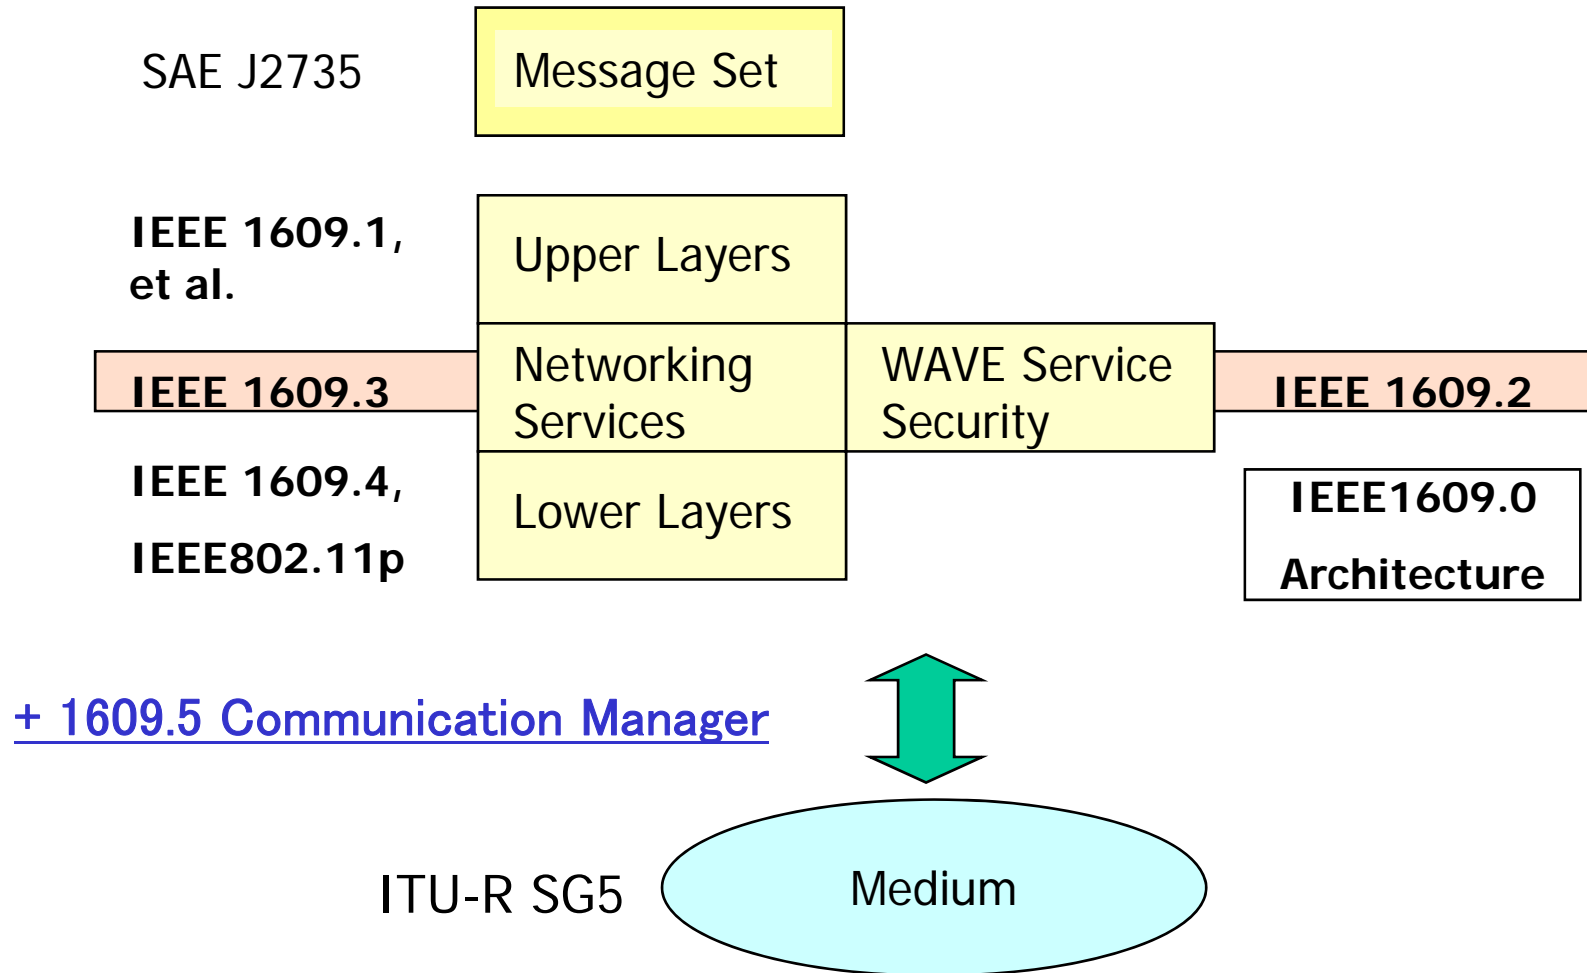 SAE J2735
Message Set
IEEE 1609.1,
et al.
Upper Layers
IEEE 1609.3
Networking
Services
WAVE Service
Security
IEEE 1609.2
IEEE 1609.4,
IEEE802.11p
Lower Layers
IEEE1609.0
Architecture
+ 1609.5 Communication Manager
ITU-R SG5
Medium